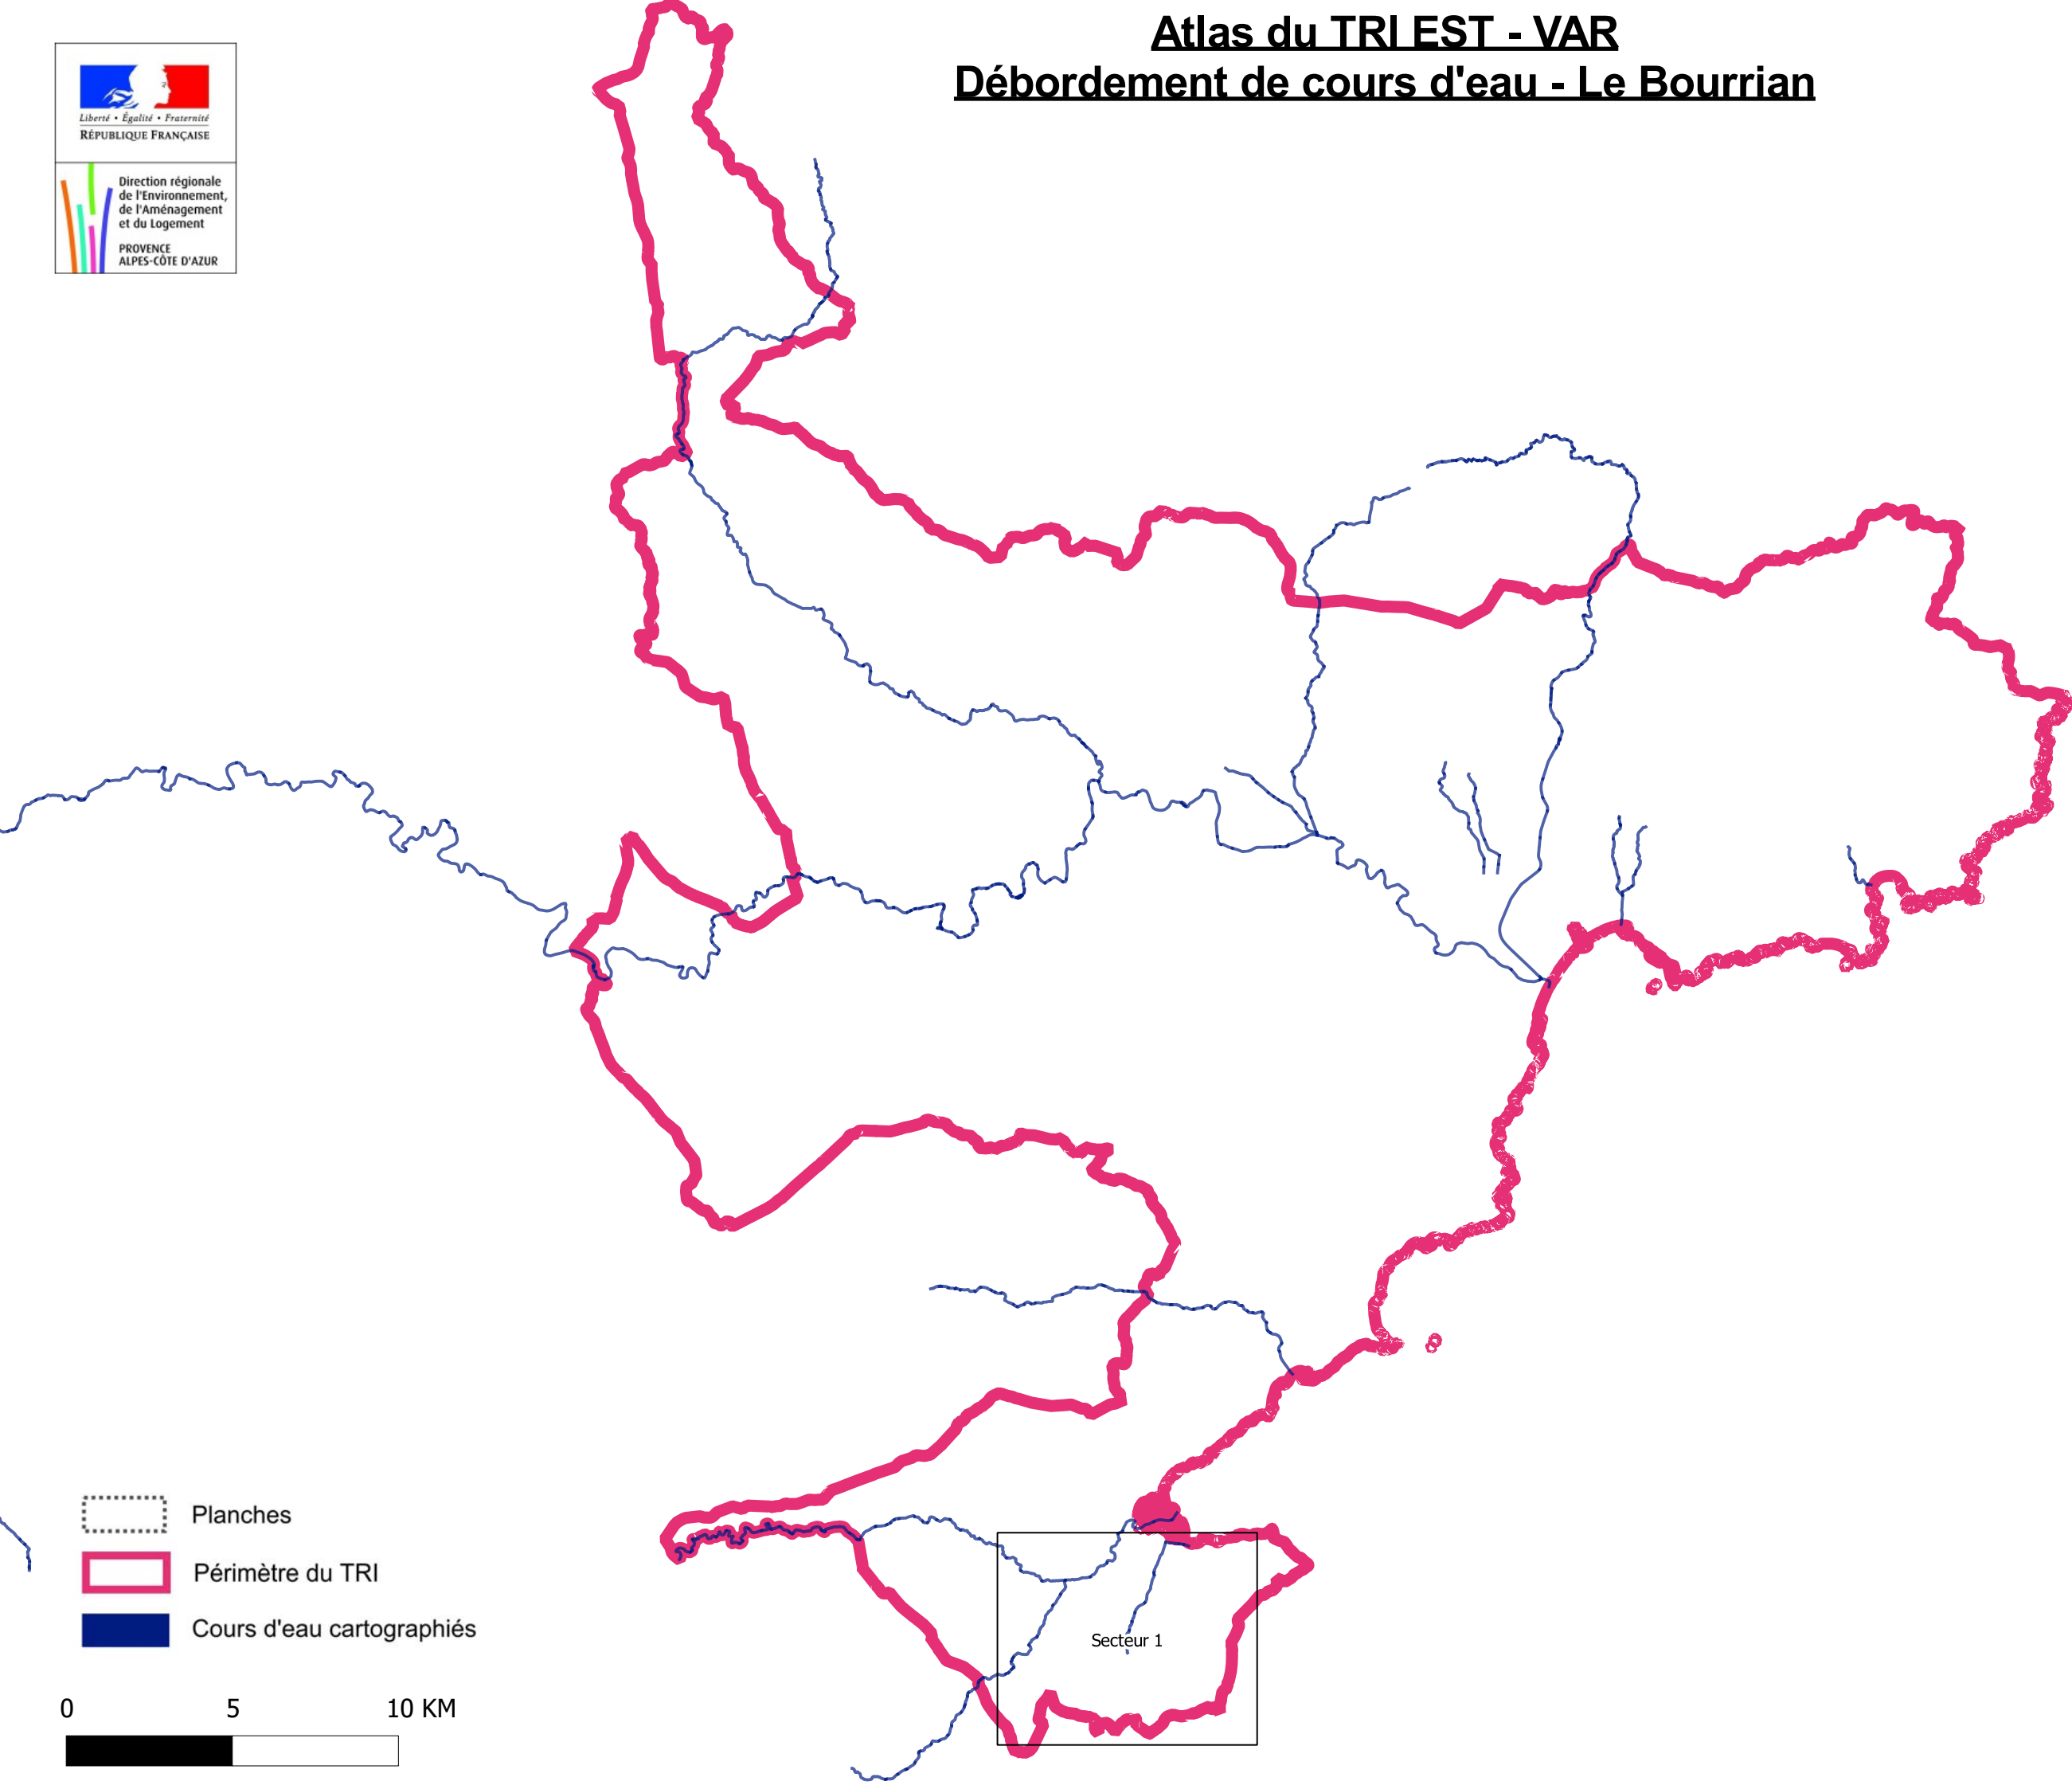 Atlas du TRI EST - VAR
Débordement de cours d'eau - Le Bourrian
Liberté • Égalité • Fraternité
RÉPUBLIQUE FRANÇAISE
Direction régionale
de l'Environnement,
de l'Aménagement
et du Logement
PROVENCE
ALPES-CÔTE D'AZUR
Planches
Périmètre du TRI
Cours d'eau cartographiés
0 5 10 KM
Secteur 1